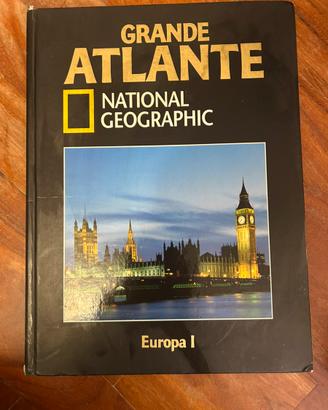 GRANDE
ATLANTE
NATIONAL
GEOGRAPHIC
Europa I